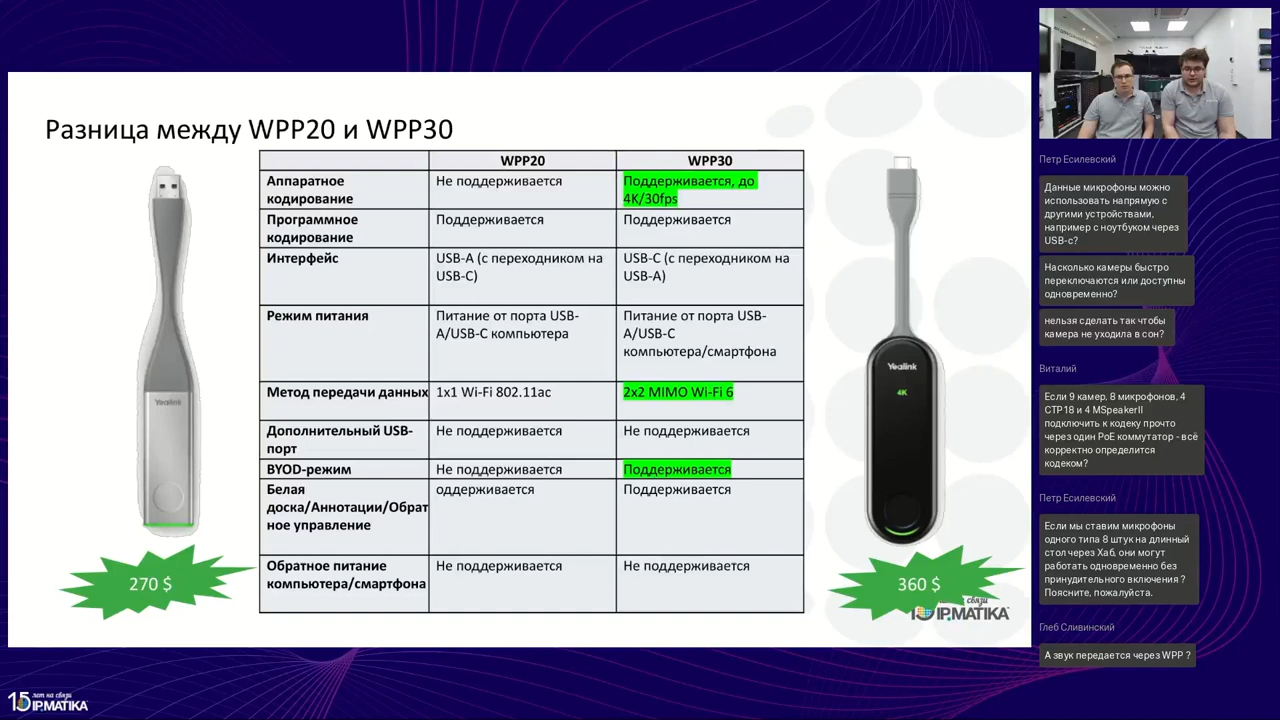 Разница между WPP20 и WPP30
WPP20
WPP30
Аппаратное
кодирование
Не поддерживается
Поддерживается, до
4K/30fps
Программное
кодирование
Поддерживается
Поддерживается
Интерфейс
USB-A (с переходником на
USB-C)
USB-C (с переходником на
USB-A)
Режим питания
Питание от порта USB-
A/USB-C компьютера
Питание от порта USB-
A/USB-C
компьютера/смартфона
Метод передачи данных
1x1 Wi-Fi 802.11ac
2x2 MIMO Wi-Fi 6
Дополнительный USB-
порт
Не поддерживается
Не поддерживается
BYOD-режим
Не поддерживается
Поддерживается
Белая
доска/Аннотации/Обрат
ное управление
оддерживается
Поддерживается
Обратное питание
компьютера/смартфона
Не поддерживается
Не поддерживается
Yealink
270 $
Yealink
4K
360 $
на связи
IP.MATIKA
15 лет на связи
IP.MATIKA
Петр Есилевский
Данные микрофоны можно
использовать напрямую с
другими устройствами,
например с ноутбуком через
USB-c?
Насколько камеры быстро
переключаются или доступны
одновременно?
нельзя сделать так чтобы
камера не уходила в сон?
Виталий
Если 9 камер, 8 микрофонов, 4
CTP18 и 4 MSpeakerII
подключить к кодеку прочто
через один PoE коммутатор - всё
корректно определится
кодеком?
Петр Есилевский
Если мы ставим микрофоны
одного типа 8 штук на длинный
стол через Хаб, они могут
работать одновременно без
принудительного включения ?
Поясните, пожалуйста.
Глеб Сливинский
А звук передается через WPP ?